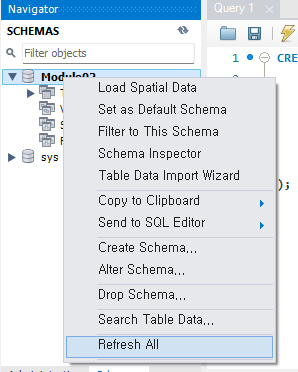 Navigator
Query 1
SCHEMAS
Filter objects
1
CRE
Module02
Load Spatial Data
Set as Default Schema
Filter to This Schema
Schema Inspector
sys
Table Data Import Wizard
Copy to Clipboard
);
Send to SQL Editor
Create Schema...
Alter Schema...
Drop Schema...
Search Table Data...
Refresh All